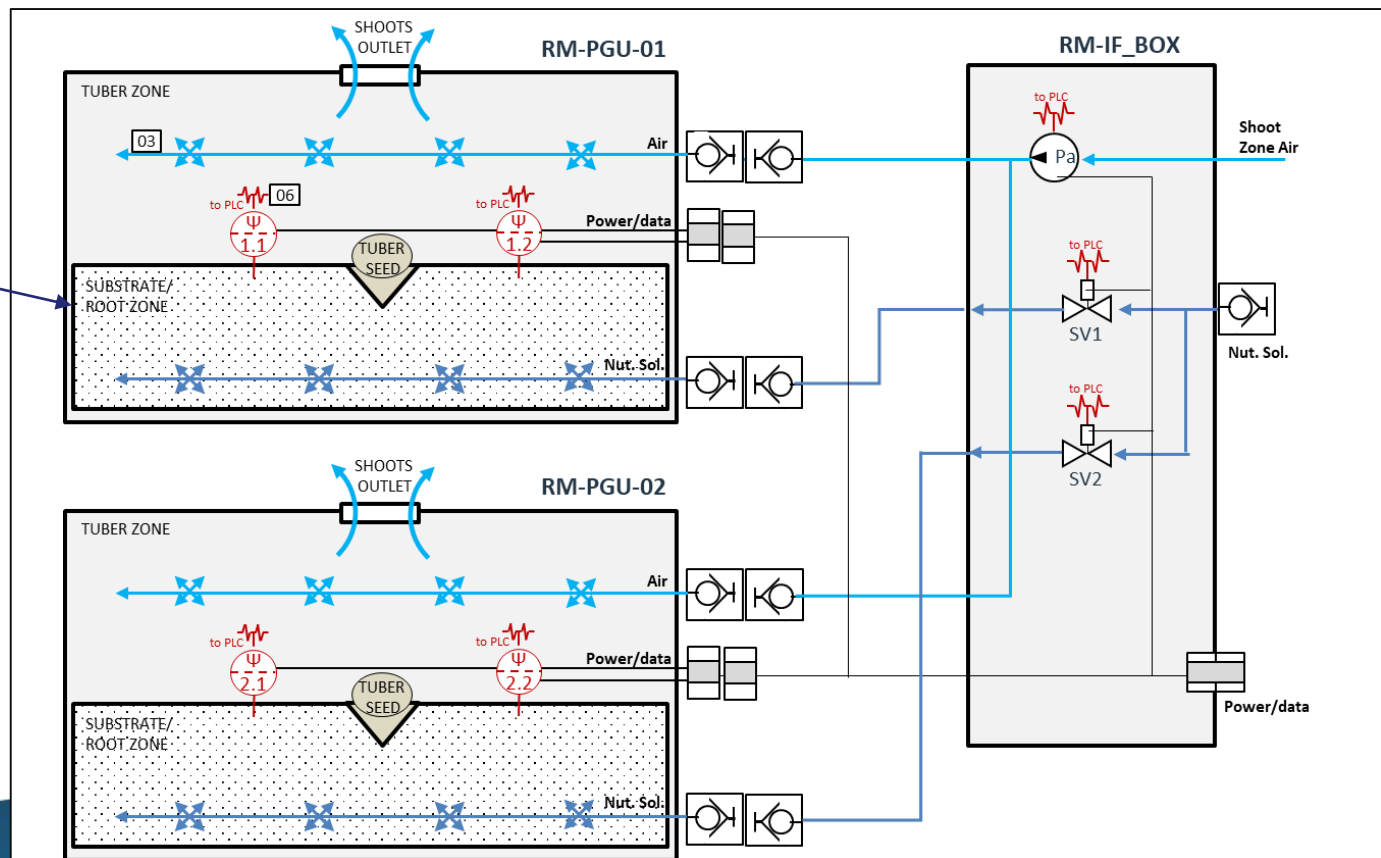 SHOOTS
OUTLET
RM-PGU-01
TUBER ZONE
03
Air
06
to PLC
Ψ
1.1
to PLC
Ψ
1.2
Power/data
TUBER
SEED
SUBSTRATE/
ROOT ZONE
Nut. Sol.
SHOOTS
OUTLET
RM-PGU-02
TUBER ZONE
Air
to PLC
Ψ
2.1
to PLC
Ψ
2.2
Power/data
TUBER
SEED
SUBSTRATE/
ROOT ZONE
Nut. Sol.
RM-IF_BOX
to PLC
Pa
Shoot
Zone Air
to PLC
SV1
Nut. Sol.
to PLC
SV2
Power/data